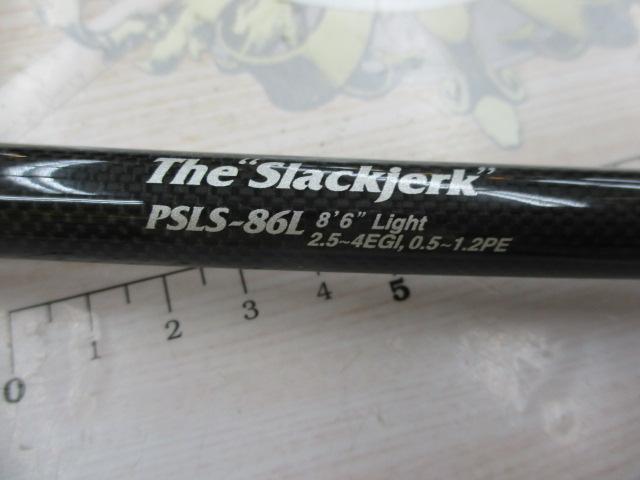 The "Slackjerk"
PSLS-86L 8'6" Light
2.5~4EGI, 0.5~1.2PE
0 1 2 3 4 5